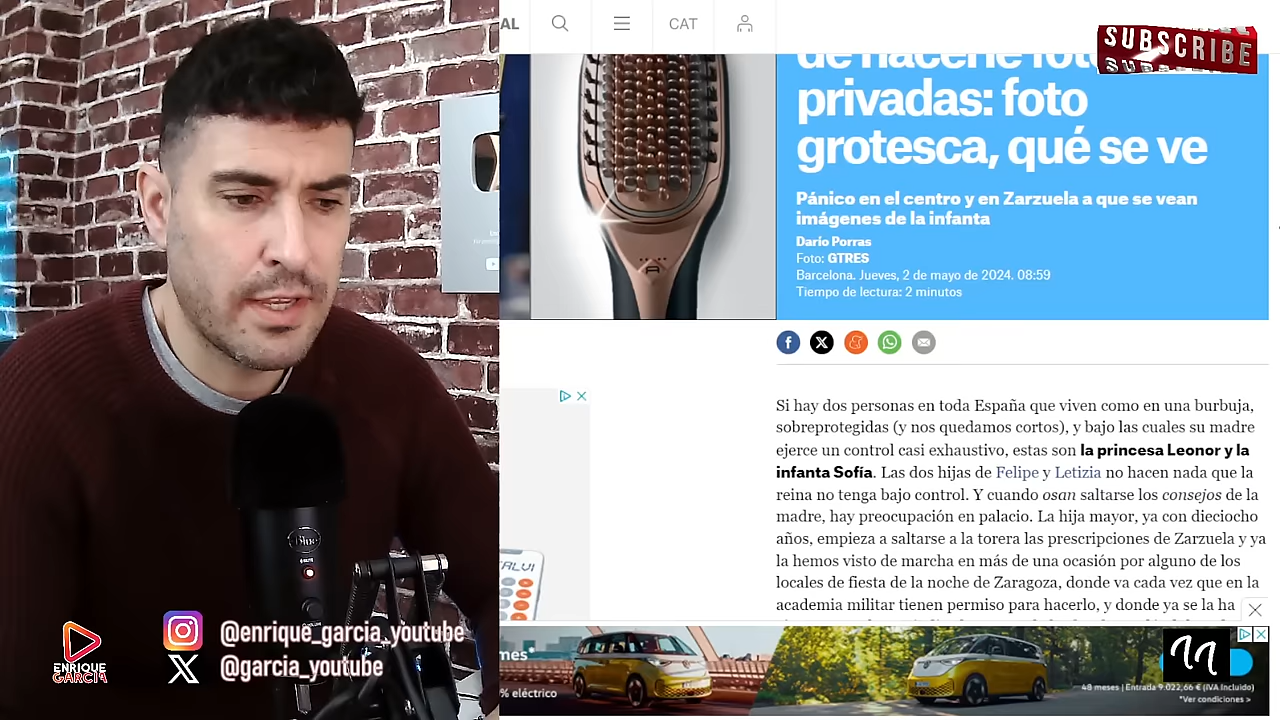 AL
CAT
SUBSCRIBE
de hacerle fot
privadas: foto
grotesca, qué se ve
Pánico en el centro y en Zarzuela a que se vean
imágenes de la infanta
Darío Porras
Foto: GTRES
Barcelona. Jueves, 2 de mayo de 2024. 08:59
Tiempo de lectura: 2 minutos
Si hay dos personas en toda España que viven como en una burbuja,
sobreprotegidas (y nos quedamos cortos), y bajo las cuales su madre
ejerce un control casi exhaustivo, estas son la princesa Leonor y la
infanta Sofía. Las dos hijas de Felipe y Letizia no hacen nada que la
reina no tenga bajo control. Y cuando osan saltarse los consejos de la
madre, hay preocupación en palacio. La hija mayor, ya con dieciocho
años, empieza a saltarse a la torera las prescripciones de Zarzuela y ya
la hemos visto de marcha en más de una ocasión por alguno de los
locales de fiesta de la noche de Zaragoza, donde va cada vez que en la
academia militar tienen permiso para hacerlo, y donde ya se la ha
Blue
ENRIQUE
GARCIA
@enrique_garcia_youtube
@garcia_youtube
mes*
% eléctrico
48 meses | Entrada 9.022,66 € (IVA Incluido)
*Ver condiciones >